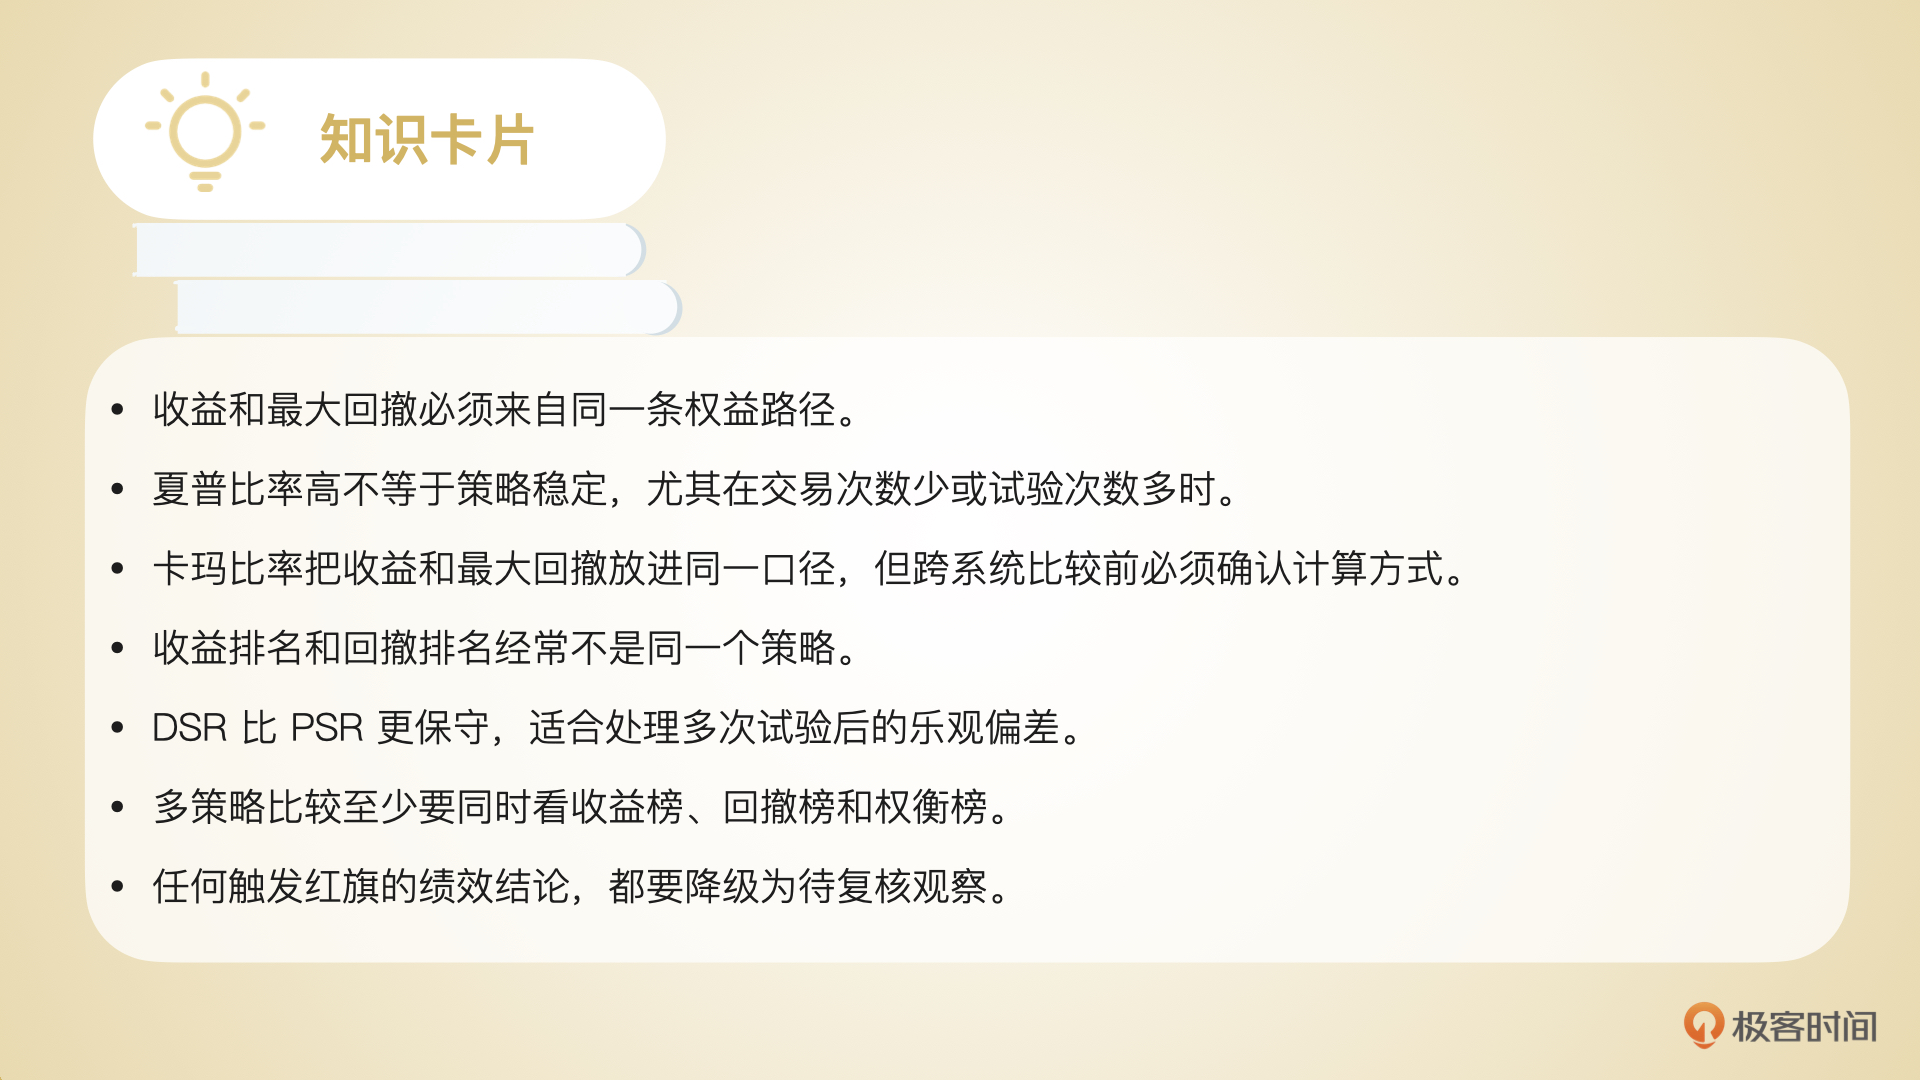 知识卡片
• 收益和最大回撤必须来自同一条权益路径。
• 夏普比率高不等于策略稳定，尤其在交易次数少或试验次数多时。
• 卡玛比率把收益和最大回撤放进同一口径，但跨系统比较前必须确认计算方式。
• 收益排名和回撤排名经常不是同一个策略。
• DSR 比 PSR 更保守，适合处理多次试验后的乐观偏差。
• 多策略比较至少要同时看收益榜、回撤榜和权衡榜。
• 任何触发红旗的绩效结论，都要降级为待复核观察。
极客时间